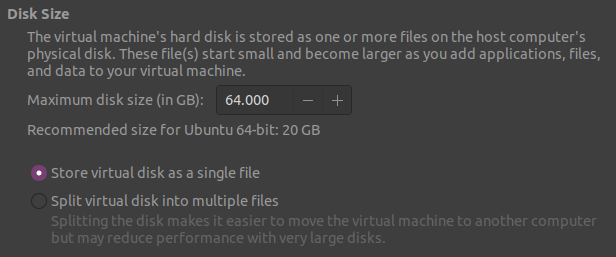 Disk Size
The virtual machine's hard disk is stored as one or more files on the host computer's
physical disk. These file(s) start small and become larger as you add applications, files,
and data to your virtual machine.
Maximum disk size (in GB): 64.000 − +
Recommended size for Ubuntu 64-bit: 20 GB
Store virtual disk as a single file
Split virtual disk into multiple files
Splitting the disk makes it easier to move the virtual machine to another computer
but may reduce performance with very large disks.